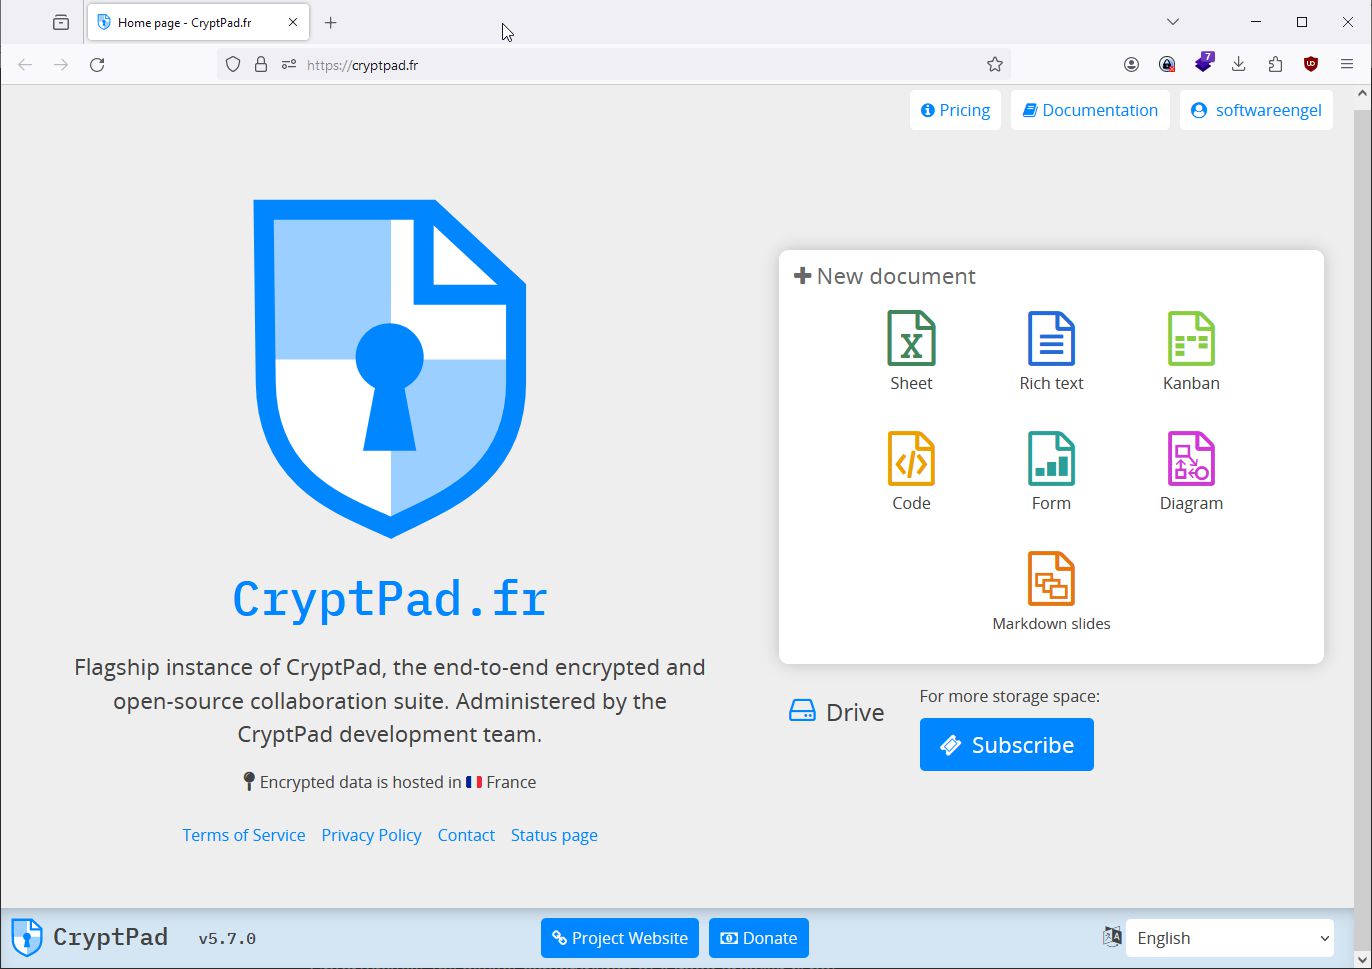 Home page - CryptPad.fr
https://cryptpad.fr
7
Pricing
Documentation
softwareengel
New document
Sheet
Rich text
Kanban
Code
Form
Diagram
Markdown slides
CryptPad.fr
Flagship instance of CryptPad, the end-to-end encrypted and
open-source collaboration suite. Administered by the
CryptPad development team.
Encrypted data is hosted in France
Terms of Service Privacy Policy Contact Status page
Drive
For more storage space:
Subscribe
CryptPad v5.7.0
Project Website
Donate
English